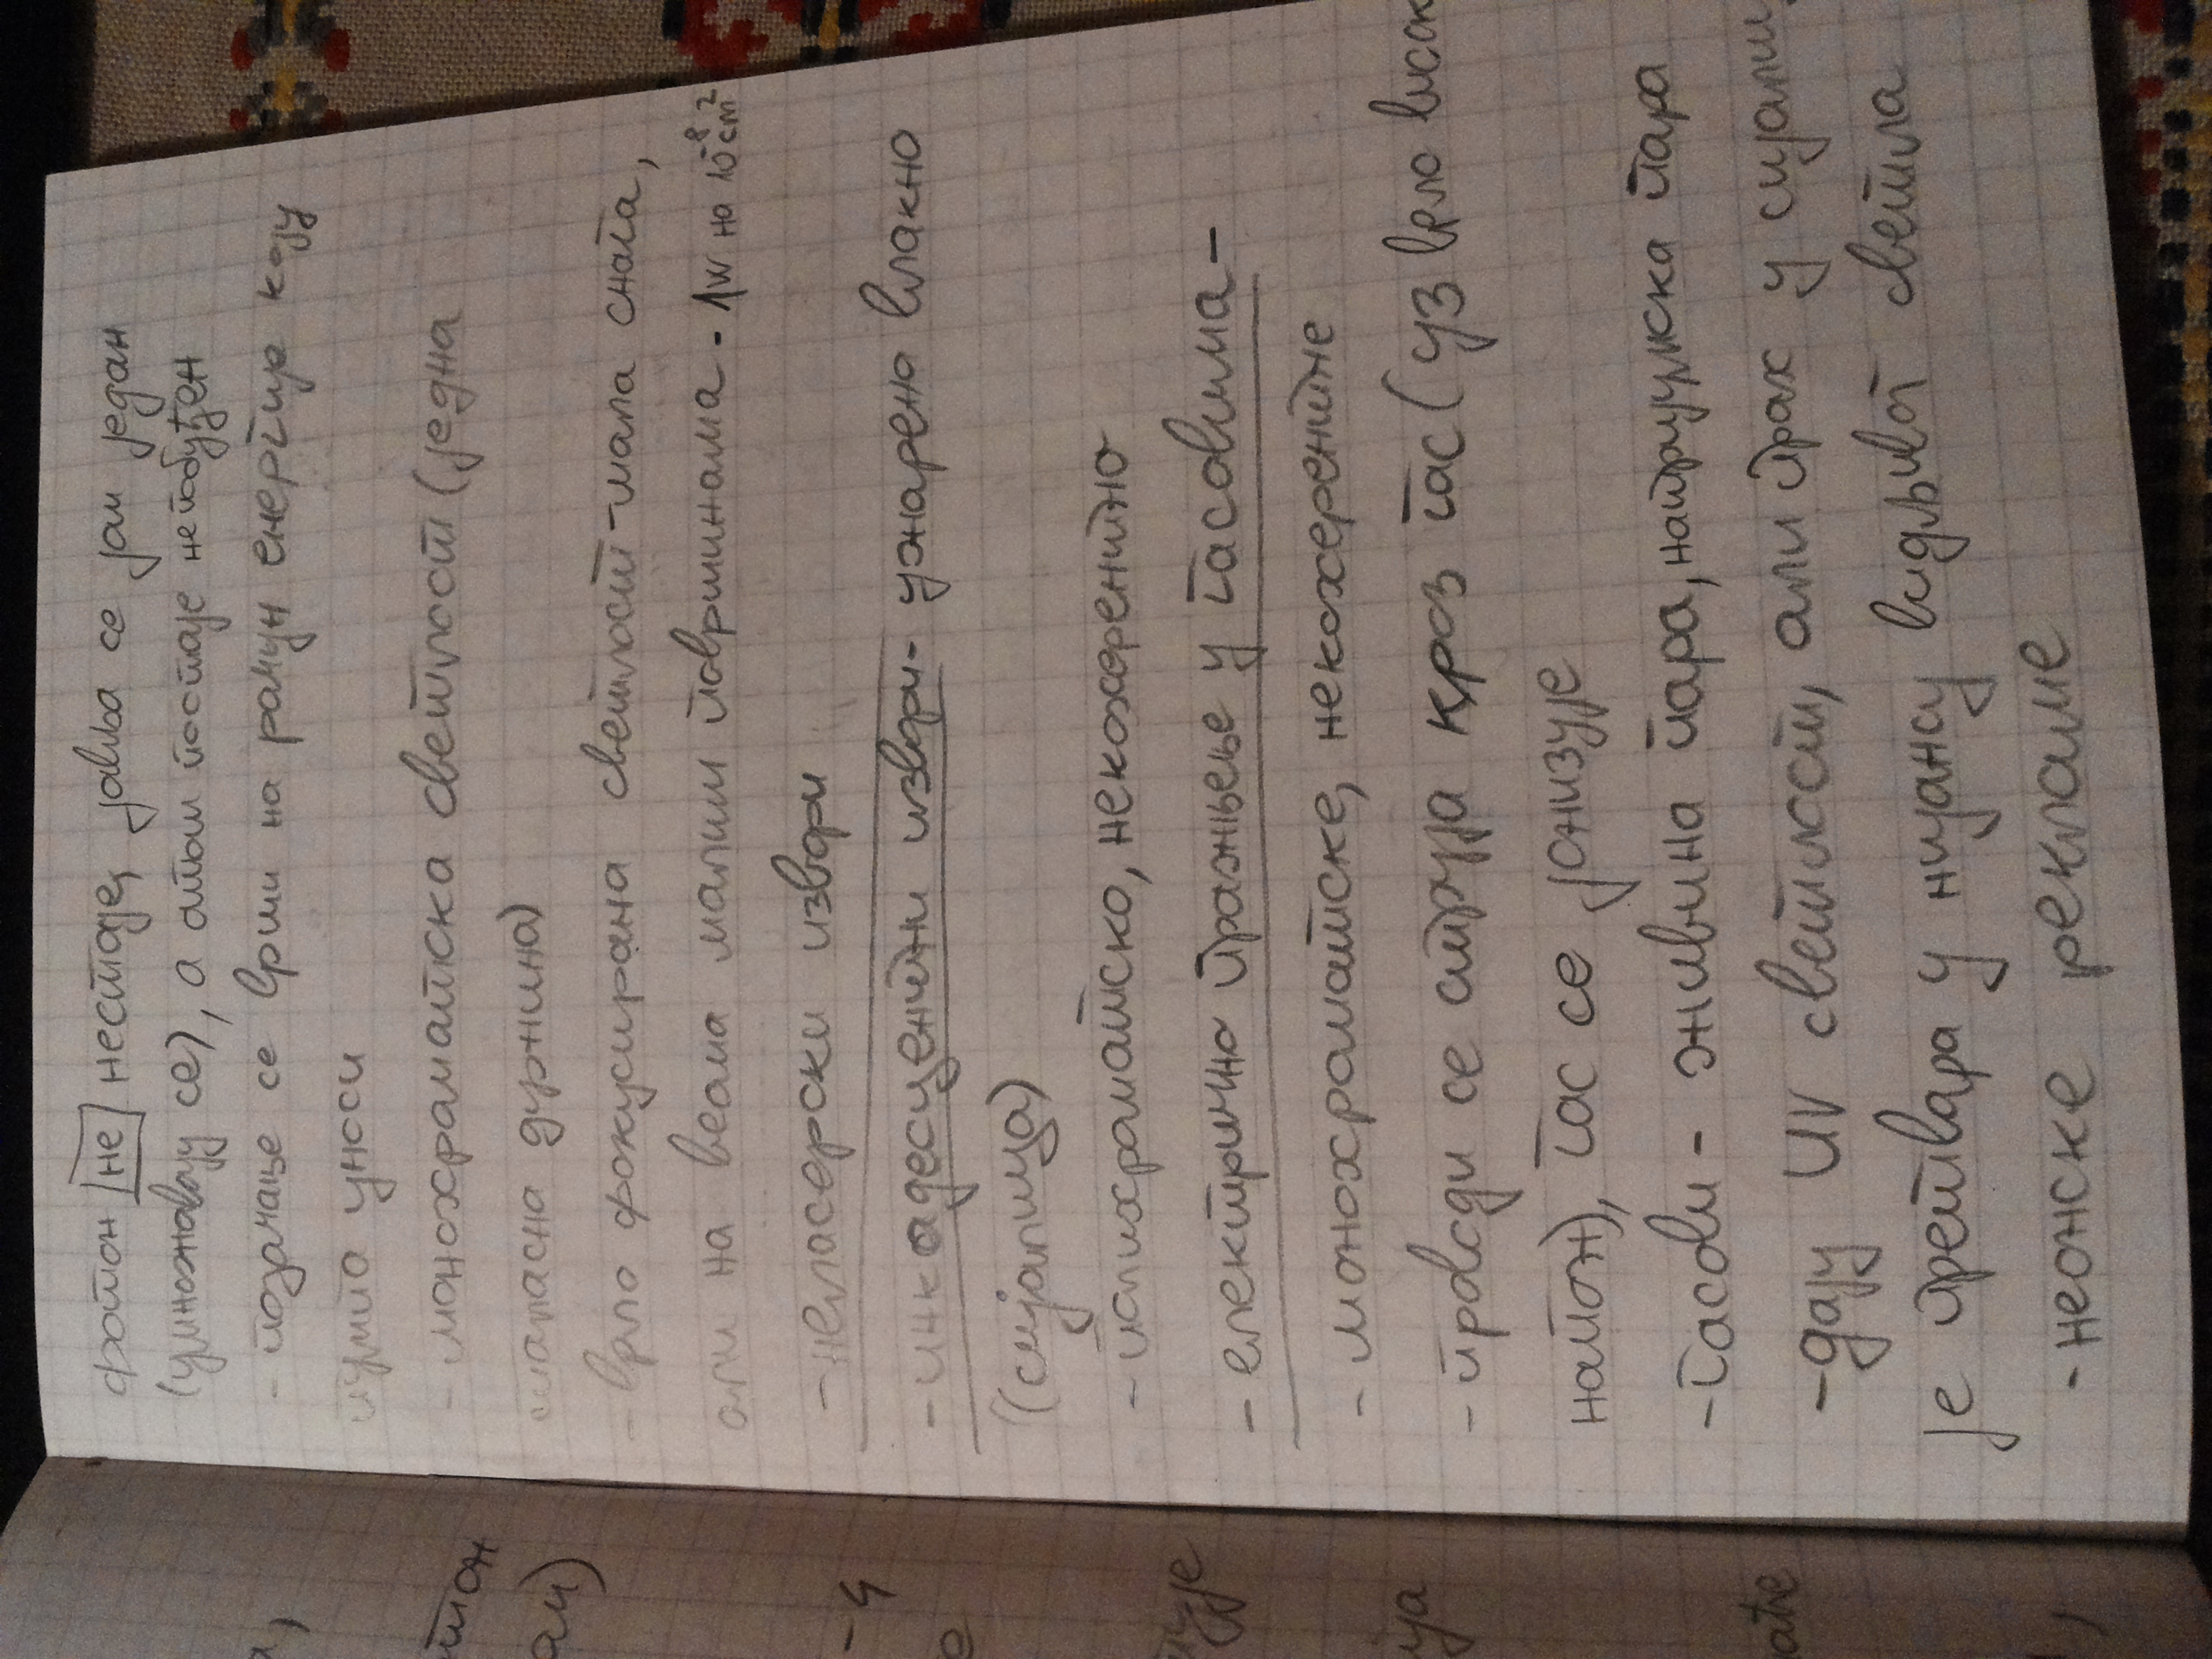 фотон не нестаје, јавља се још један
(умножавају се), а атом постаје непобуђен
- појачање се врши на рачун енергије коју
пумпа уноси
- монохроматска светлост (једна
таласна дужина)
- врло фокусирана светлост - мала снага,
али на веома малим површинама - 1W на 10⁻⁸cm²
- неласерски извори
- инкадесцентни извори - ужарено влакно
(сијалица)
- полихроматско, некохерентно
- електрично пражњење у гасовима -
- монохроматске, некохерентне
- проводи се струја кроз гас (уз врло висок
напон), гас се јонизује
- гасови - живина пара, натријумска пара
- дају UV светлост, али прах у сијалици
је претвара у нијансу видљивог светла
- неонске рекламе
тон
-4